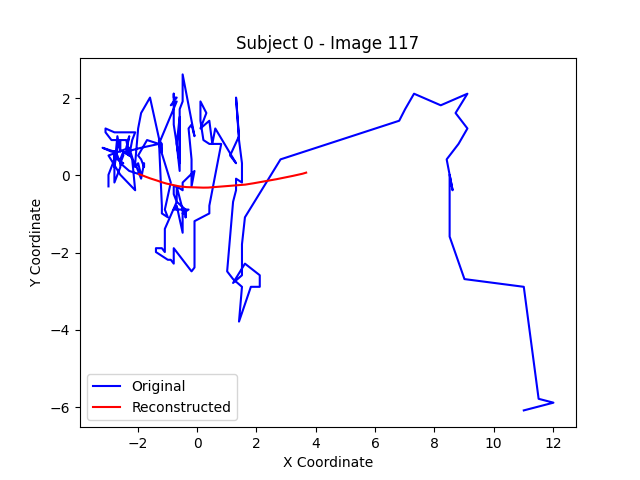 Subject 0 - Image 117
2
0
−2
−4
−6
Y Coordinate
Original
Reconstructed
−2 0 2 4 6 8 10 12
X Coordinate